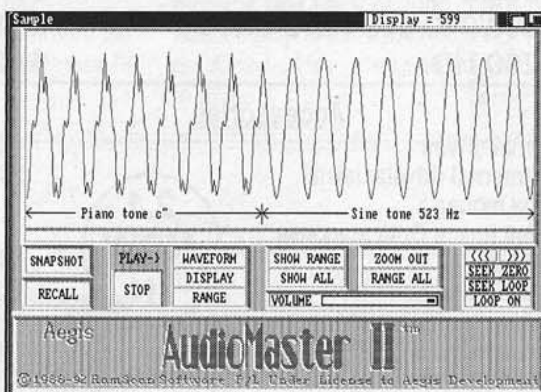 Sample
Display = 599
Piano tone c"
Sine tone 523 Hz
SNAPSHOT
RECALL
PLAY->
STOP
WAVEFORM
DISPLAY
RANGE
SHOW RANGE
SHOW ALL
ZOOM OUT
RANGE ALL
VOLUME
<<< >>>
SEEK ZERO
SEEK LOOP
LOOP ON
Aegis
AudioMaster II tm
©1986-92 RamScan Software P/L Under License to Aegis Development